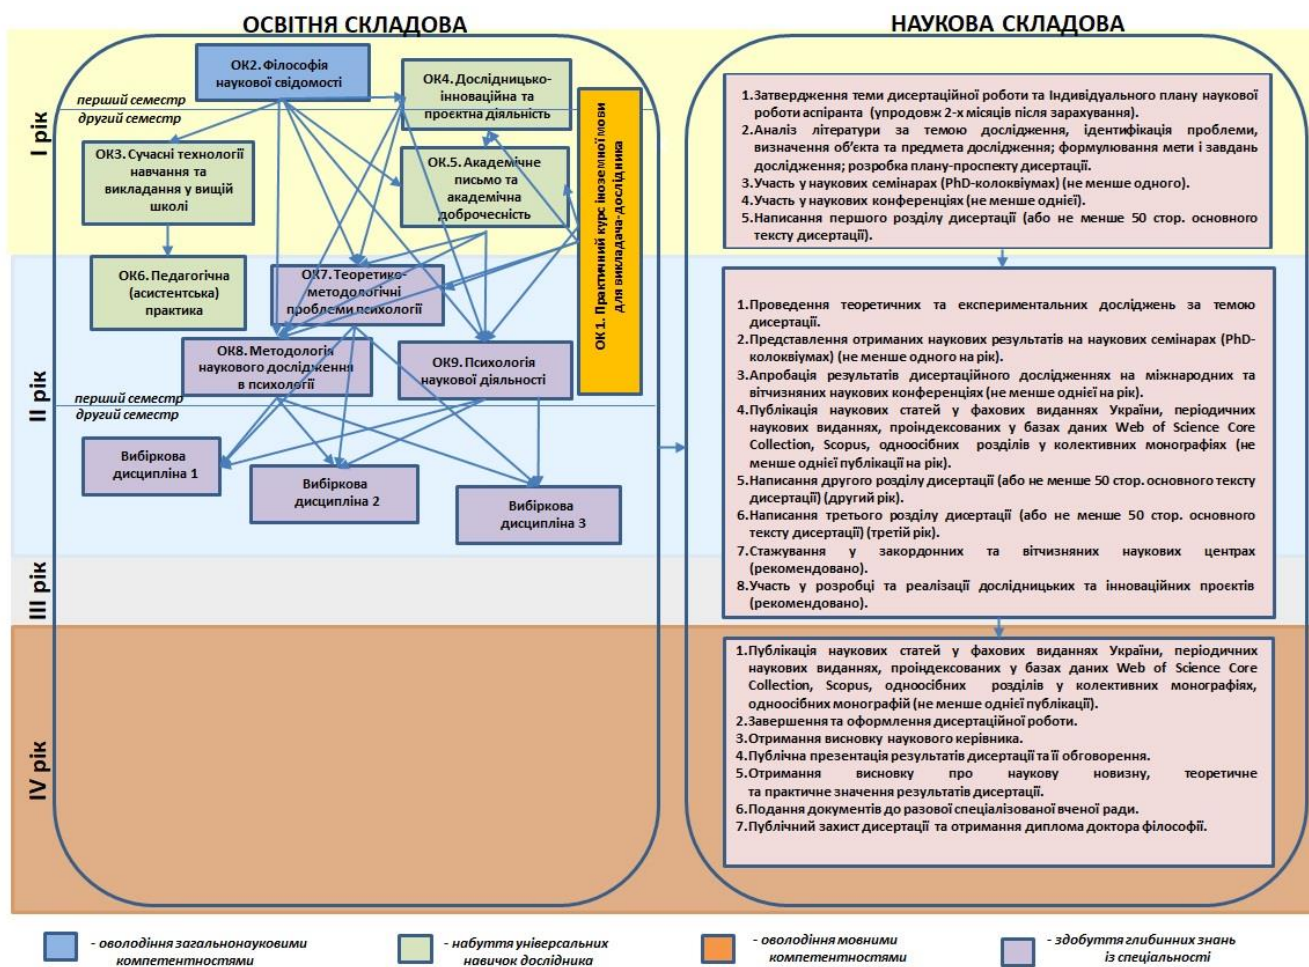 ОСВІТНЯ СКЛАДОВА
НАУКОВА СКЛАДОВА
І рік
ІІ рік
ІІІ рік
IV рік
ОК2. Філософія
наукової свідомості
ОК4. Дослідницько-
інноваційна та
проєктна діяльність
перший семестр
другий семестр
ОК3. Сучасні технології
навчання та
викладання у вищій
школі
ОК.5. Академічне
письмо та
академічна
доброчесність
ОК1. Практичний курс іноземної мови
для викладача-дослідника
ОК6. Педагогічна
(асистентська)
практика
ОК7. Теоретико-
методологічні
проблеми психології
ОК8. Методологія
наукового дослідження
в психології
ОК9. Психологія
наукової діяльності
перший семестр
другий семестр
Вибіркова
дисципліна 1
Вибіркова
дисципліна 2
Вибіркова
дисципліна 3
1.Затвердження теми дисертаційної роботи та Індивідуального плану наукової
роботи аспіранта (упродовж 2-х місяців після зарахування).
2.Аналіз літератури за темою дослідження, ідентифікація проблеми,
визначення об’єкта та предмета дослідження; формулювання мети і завдань
дослідження; розробка плану-проспекту дисертації.
3.Участь у наукових семінарах (PhD-колоквіумах) (не менше одного).
4.Участь у наукових конференціях (не менше однієї).
5.Написання першого розділу дисертації (або не менше 50 стор. основного
тексту дисертації).
1.Проведення теоретичних та експериментальних досліджень за темою
дисертації.
2.Представлення отриманих наукових результатів на наукових семінарах (PhD-
колоквіумах) (не менше одного на рік).
3.Апробація результатів дисертаційного дослідженнях на міжнародних та
вітчизняних наукових конференціях (не менше однієї на рік).
4.Публікація наукових статей у фахових виданнях України, періодичних
наукових виданнях, проіндексованих у базах даних Web of Science Core
Collection, Scopus, одноосібних розділів у колективних монографіях (не
менше однієї публікації на рік).
5.Написання другого розділу дисертації (або не менше 50 стор. основного тексту
дисертації) (другий рік).
6.Написання третього розділу дисертації (або не менше 50 стор. основного
тексту дисертації) (третій рік).
7.Стажування у закордонних та вітчизняних наукових центрах
(рекомендовано).
8.Участь у розробці та реалізації дослідницьких та інноваційних проєктів
(рекомендовано).
1.Публікація наукових статей у фахових виданнях України, періодичних
наукових виданнях, проіндексованих у базах даних Web of Science Core
Collection, Scopus, одноосібних розділів у колективних монографіях,
одноосібних монографій (не менше однієї публікації).
2.Завершення та оформлення дисертаційної роботи.
3.Отримання висновку наукового керівника.
4.Публічна презентація результатів дисертації та її обговорення.
5.Отримання висновку про наукову новизну, теоретичне
та практичне значення результатів дисертації.
6.Подання документів до разової спеціалізованої вченої ради.
7.Публічний захист дисертації та отримання диплома доктора філософії.
- оволодіння загальнонауковими
компетентностями
- набуття універсальних
навичок дослідника
- оволодіння мовними
компетентностями
- здобуття глибинних знань
із спеціальності